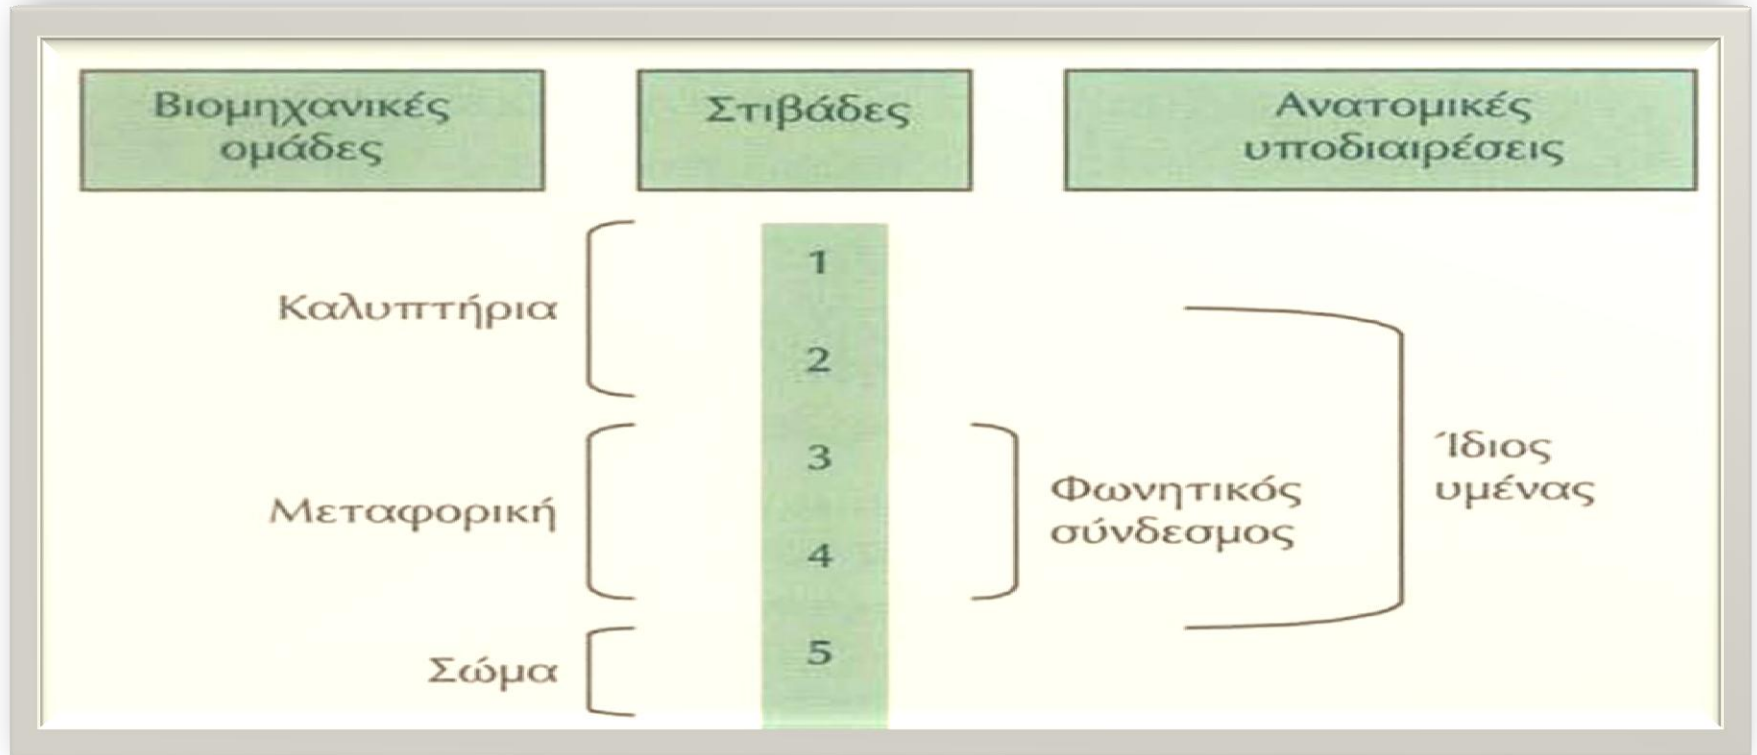 Βιομηχανικές
ομάδες
Στιβάδες
Ανατομικές
υποδιαιρέσεις
Καλυπτήρια
Μεταφορική
Σώμα
1
2
3
4
5
Φωνητικός
σύνδεσμος
Ίδιος
υμένας